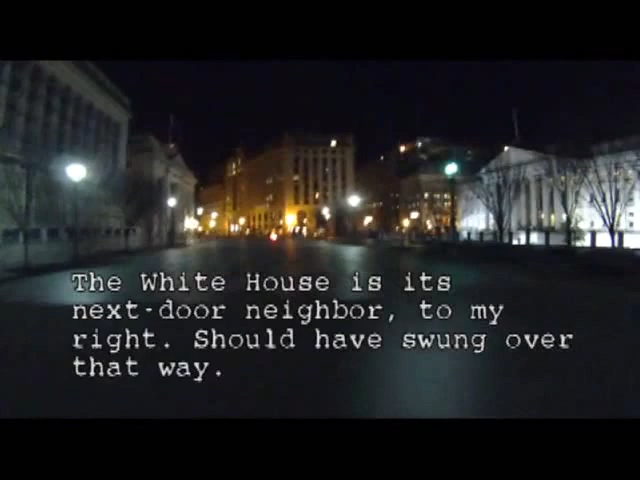 The White House is its
next-door neighbor, to my
right. Should have swung over
that way.